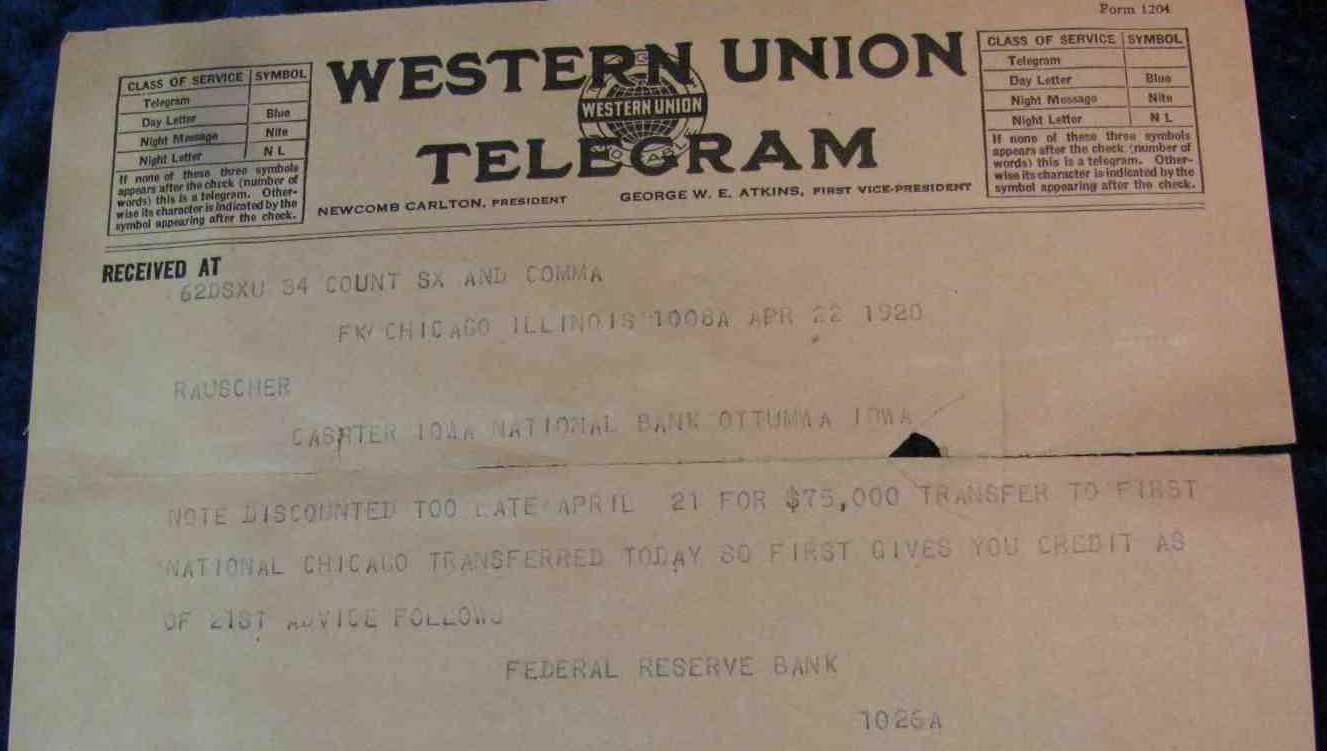 Form 1204
CLASS OF SERVICE SYMBOL
Telegram
Day Letter Blue
Night Message Nite
Night Letter N L
If none of these three symbols
appears after the check (number of
words) this is a telegram. Other-
wise its character is indicated by the
symbol appearing after the check.
WESTERN UNION
WESTERN UNION
TELEGRAM
NEWCOMB CARLTON, PRESIDENT GEORGE W. E. ATKINS, FIRST VICE-PRESIDENT
CLASS OF SERVICE SYMBOL
Telegram
Day Letter Blue
Night Message Nite
Night Letter N L
If none of these three symbols
appears after the check (number of
words) this is a telegram. Other-
wise its character is indicated by the
symbol appearing after the check.
RECEIVED AT
62DSXU 34 COUNT SX AND COMMA
FK CHICAGO ILLINOIS 1008A APR 22 1920
RAUSCHER
CASHIER IOWA NATIONAL BANK OTTUMWA IOWA
NOTE DISCOUNTED TOO LATE APRIL 21 FOR $75,000 TRANSFER TO FIRST
NATIONAL CHICAGO TRANSFERRED TODAY SO FIRST GIVES YOU CREDIT AS
OF 21ST ADVICE FOLLOWS
FEDERAL RESERVE BANK
1026A